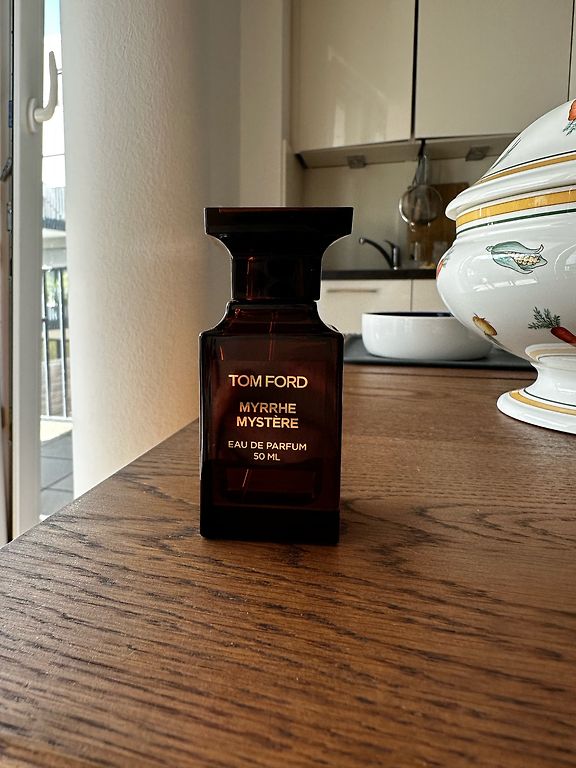 TOM FORD
MYRRHE
MYSTÈRE
EAU DE PARFUM
50 ML